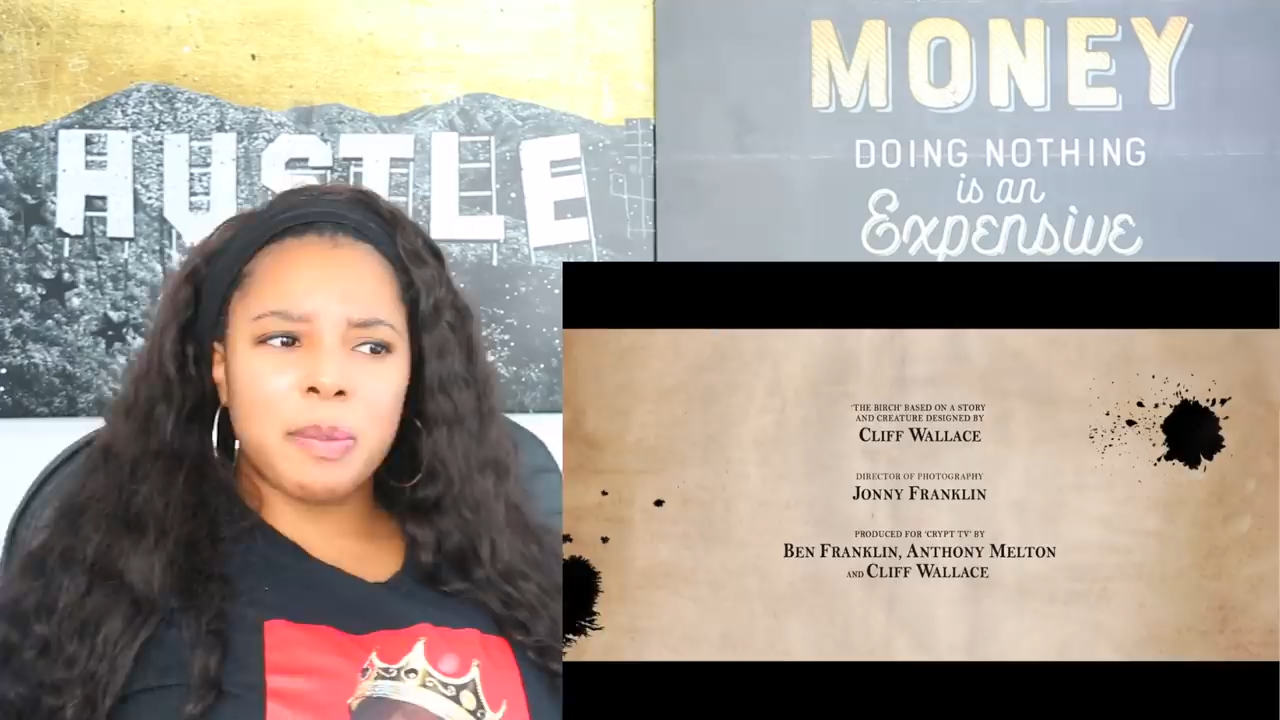 HUSTLE
MONEY
DOING NOTHING
is an
Expensive
'THE BIRCH' BASED ON A STORY
AND CREATURE DESIGNED BY
CLIFF WALLACE
DIRECTOR OF PHOTOGRAPHY
JONNY FRANKLIN
PRODUCED FOR 'CRYPT TV' BY
BEN FRANKLIN, ANTHONY MELTON
AND CLIFF WALLACE